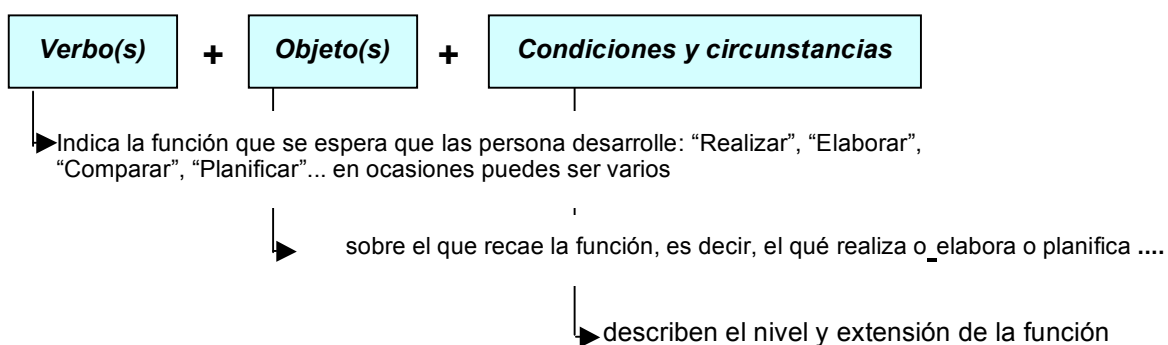 Verbo(s) + Objeto(s) + Condiciones y circunstancias
Indica la función que se espera que las persona desarrolle: “Realizar”, “Elaborar”,
“Comparar”, “Planificar”... en ocasiones puedes ser varios
sobre el que recae la función, es decir, el qué realiza o_elabora o planifica ....
describen el nivel y extensión de la función